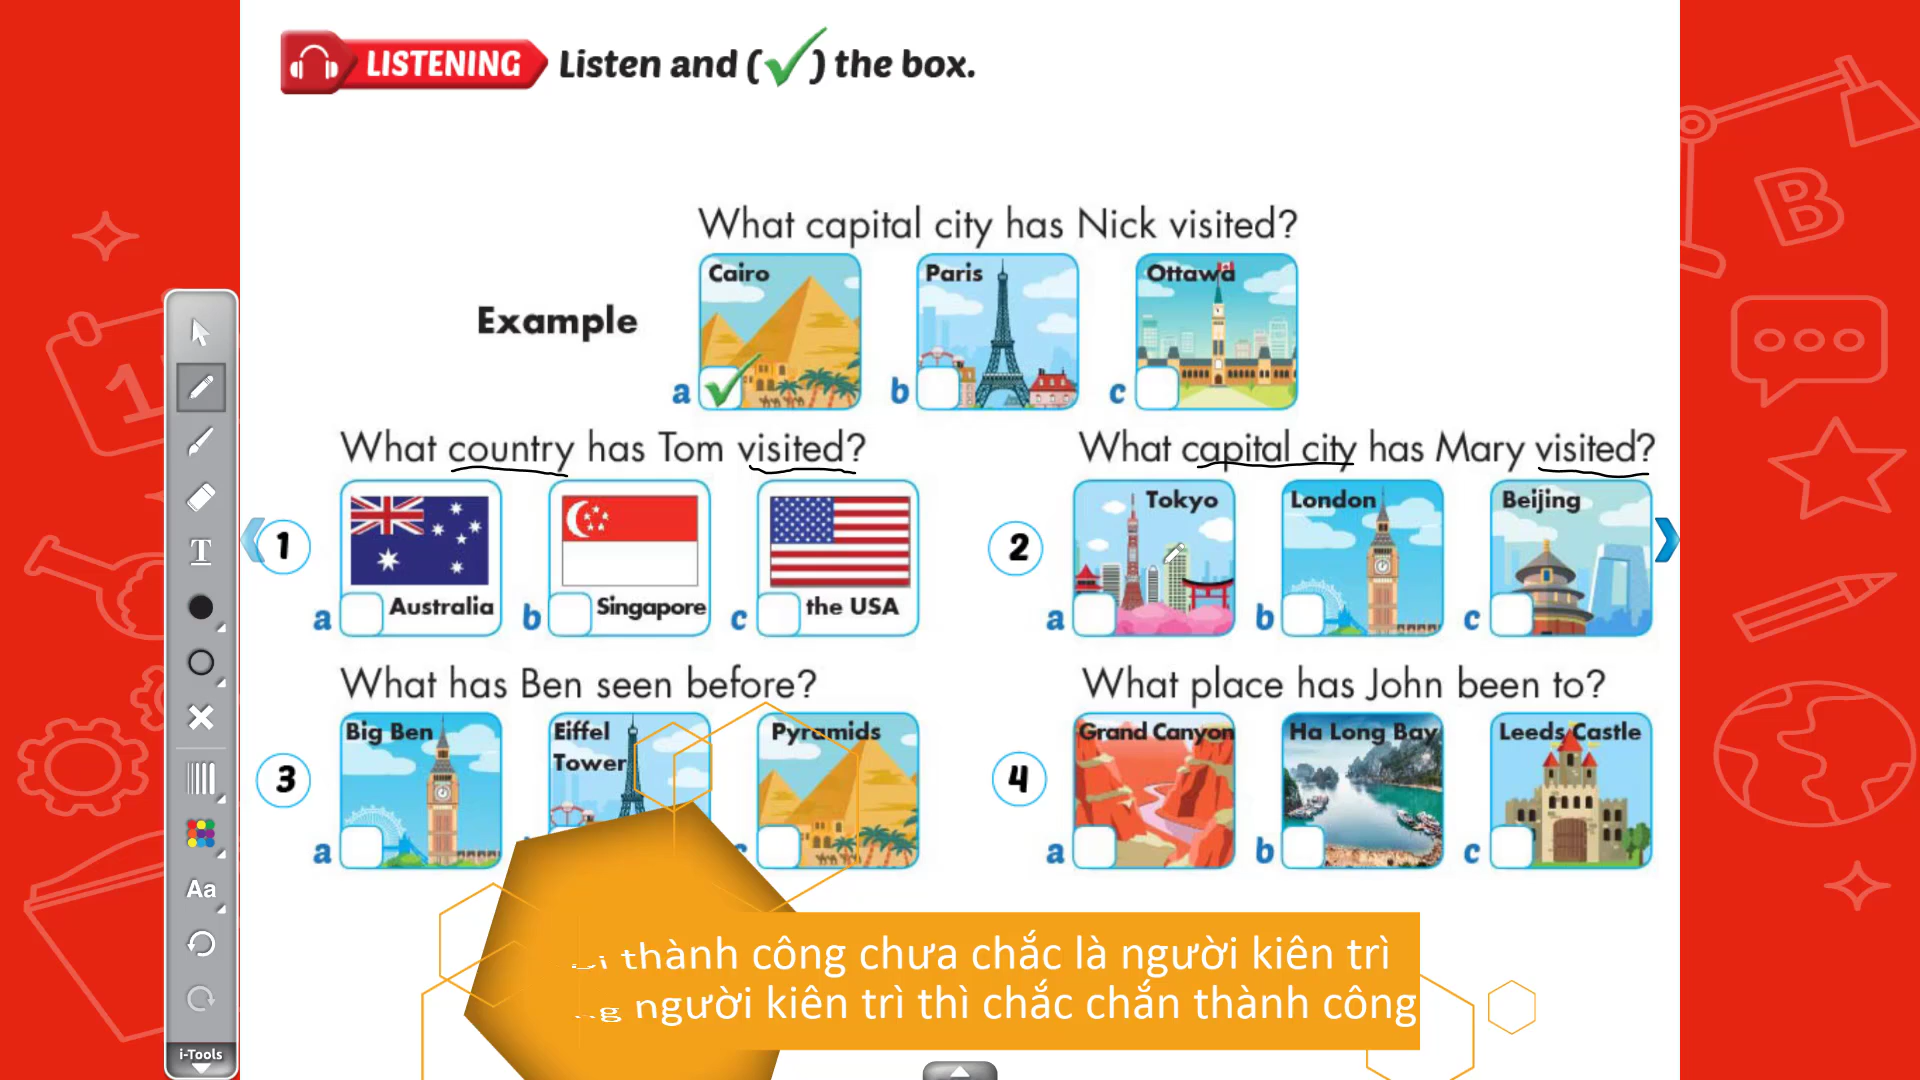 LISTENING Listen and (✓) the box.
What capital city has Nick visited?
Example
Cairo
Paris
Ottawa
a
b
c
What country has Tom visited?
1
a Australia
b Singapore
c the USA
What capital city has Mary visited?
2
Tokyo
London
Beijing
a
b
c
What has Ben seen before?
3
Big Ben
Eiffel
Tower
Pyramids
a
What place has John been to?
4
Grand Canyon
Ha Long Bay
Leeds Castle
a
b
c
thành công chưa chắc là người kiên trì
người kiên trì thì chắc chắn thành công
T
Aa
i-Tools
1
B